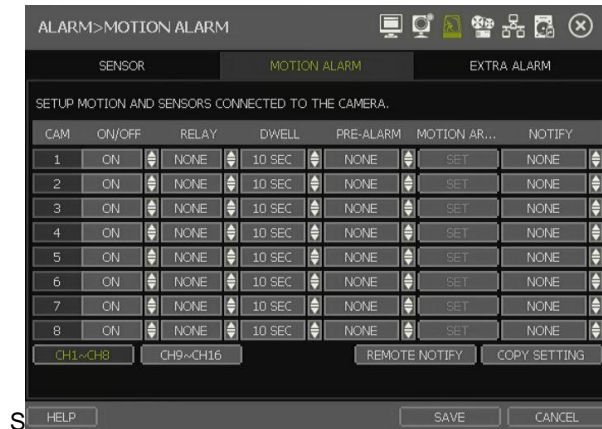 ALARM>MOTION ALARM
SENSOR MOTION ALARM EXTRA ALARM
SETUP MOTION AND SENSORS CONNECTED TO THE CAMERA.
CAM ON/OFF RELAY DWELL PRE-ALARM MOTION AR... NOTIFY
1 ON NONE 10 SEC NONE SET NONE
2 ON NONE 10 SEC NONE SET NONE
3 ON NONE 10 SEC NONE SET NONE
4 ON NONE 10 SEC NONE SET NONE
5 ON NONE 10 SEC NONE SET NONE
6 ON NONE 10 SEC NONE SET NONE
7 ON NONE 10 SEC NONE SET NONE
8 ON NONE 10 SEC NONE SET NONE
CH1~CH8 CH9~CH16 REMOTE NOTIFY COPY SETTING
S HELP SAVE CANCEL